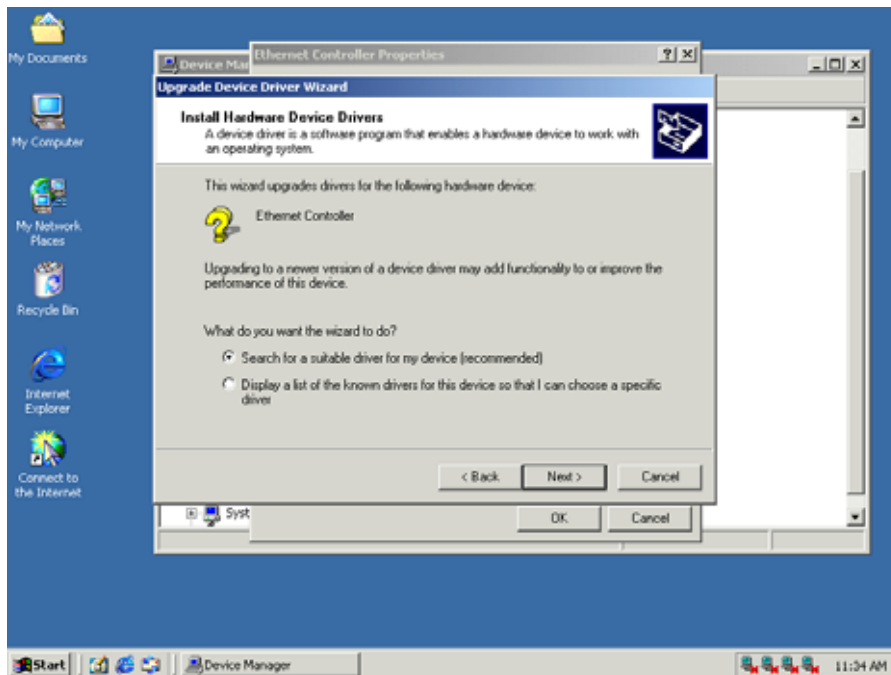 My Documents
My Computer
My Network
Places
Recycle Bin
Internet
Explorer
Connect to
the Internet
Device Mar
Ethernet Controller Properties
Upgrade Device Driver Wizard
Install Hardware Device Drivers
A device driver is a software program that enables a hardware device to work with
an operating system.
This wizard upgrades drivers for the following hardware device:
Ethernet Controller
Upgrading to a newer version of a device driver may add functionality to or improve the
performance of this device.
What do you want the wizard to do?
Search for a suitable driver for my device (recommended)
Display a list of the known drivers for this device so that I can choose a specific
driver
< Back
Next >
Cancel
Syst
OK
Cancel
Start
Device Manager
11:34 AM